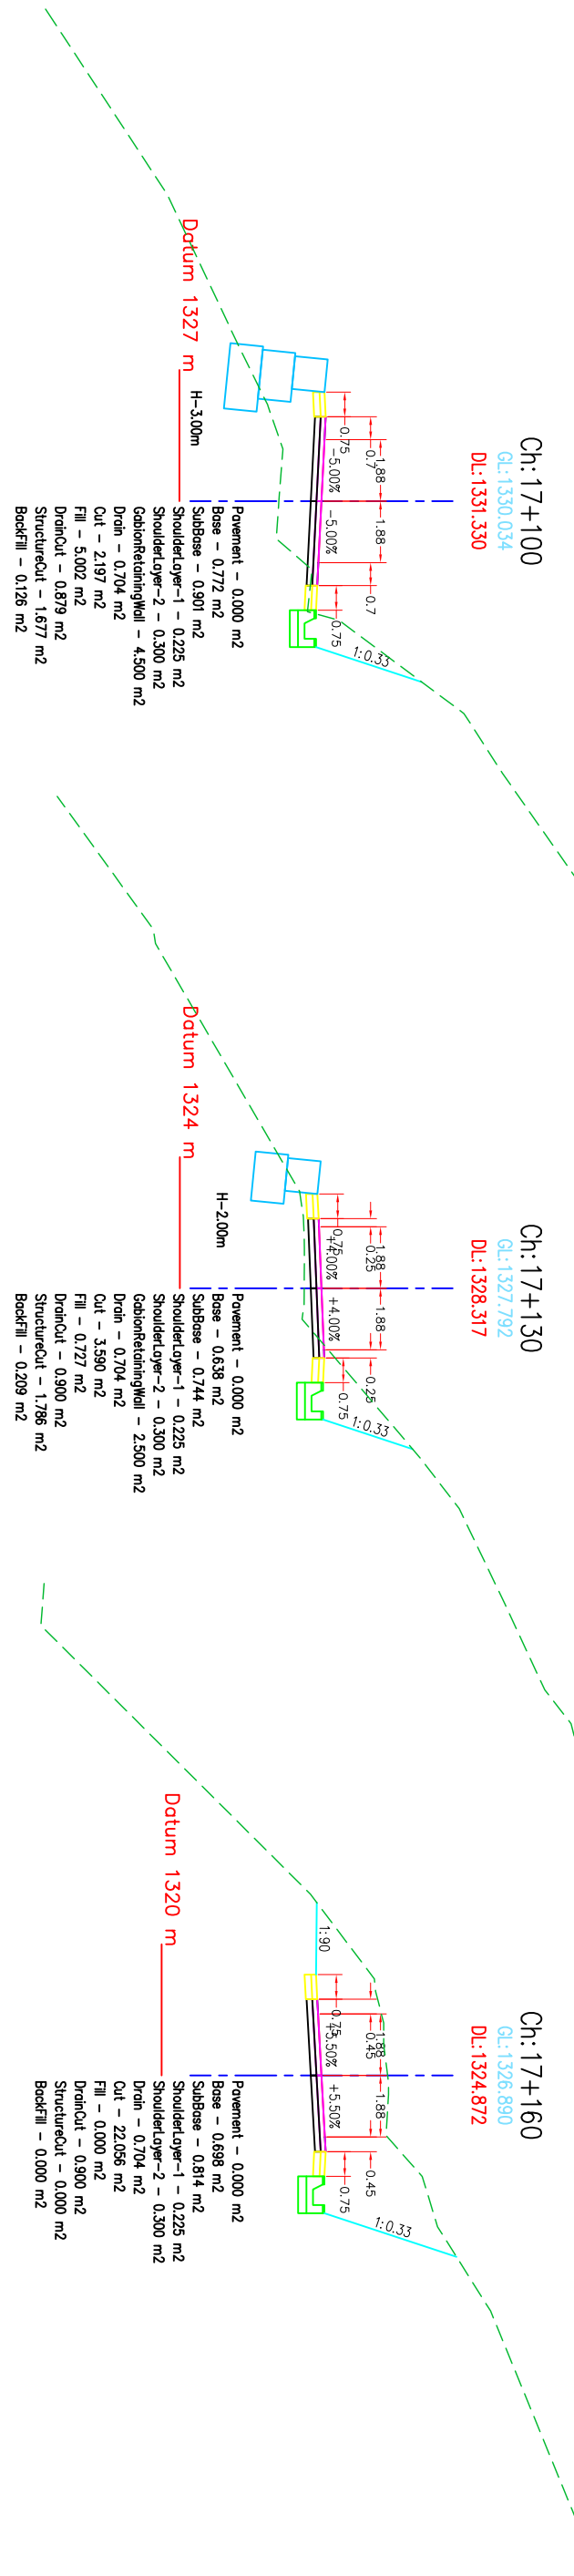 Ch:17+100
GL:1330.034
DL:1331.330
1.88
1.88
0.7
0.7
0.75
0.75
-5.00%
-5.00%
1:0.33
Datum 1327 m
H-3.00m
Pavement - 0.000 m2
Base - 0.772 m2
SubBase - 0.901 m2
ShoulderLayer-1 - 0.225 m2
ShoulderLayer-2 - 0.300 m2
GabionRetainingWall - 4.500 m2
Drain - 0.704 m2
Cut - 2.197 m2
Fill - 5.002 m2
DrainCut - 0.879 m2
StructureCut - 1.677 m2
BackFill - 0.126 m2
Ch:17+130
GL:1327.792
DL:1328.317
1.88
1.88
0.25
0.25
0.75
0.75
+4.00%
+4.00%
1:0.33
Datum 1324 m
H-2.00m
Pavement - 0.000 m2
Base - 0.638 m2
SubBase - 0.744 m2
ShoulderLayer-1 - 0.225 m2
ShoulderLayer-2 - 0.300 m2
GabionRetainingWall - 2.500 m2
Drain - 0.704 m2
Cut - 3.590 m2
Fill - 0.727 m2
DrainCut - 0.900 m2
StructureCut - 1.786 m2
BackFill - 0.209 m2
Ch:17+160
GL:1326.890
DL:1324.872
1.88
1.88
0.45
0.45
0.75
0.75
+5.50%
+5.50%
1:90
1:0.33
Datum 1320 m
Pavement - 0.000 m2
Base - 0.698 m2
SubBase - 0.814 m2
ShoulderLayer-1 - 0.225 m2
ShoulderLayer-2 - 0.300 m2
Drain - 0.704 m2
Cut - 22.056 m2
Fill - 0.000 m2
DrainCut - 0.900 m2
StructureCut - 0.000 m2
BackFill - 0.000 m2